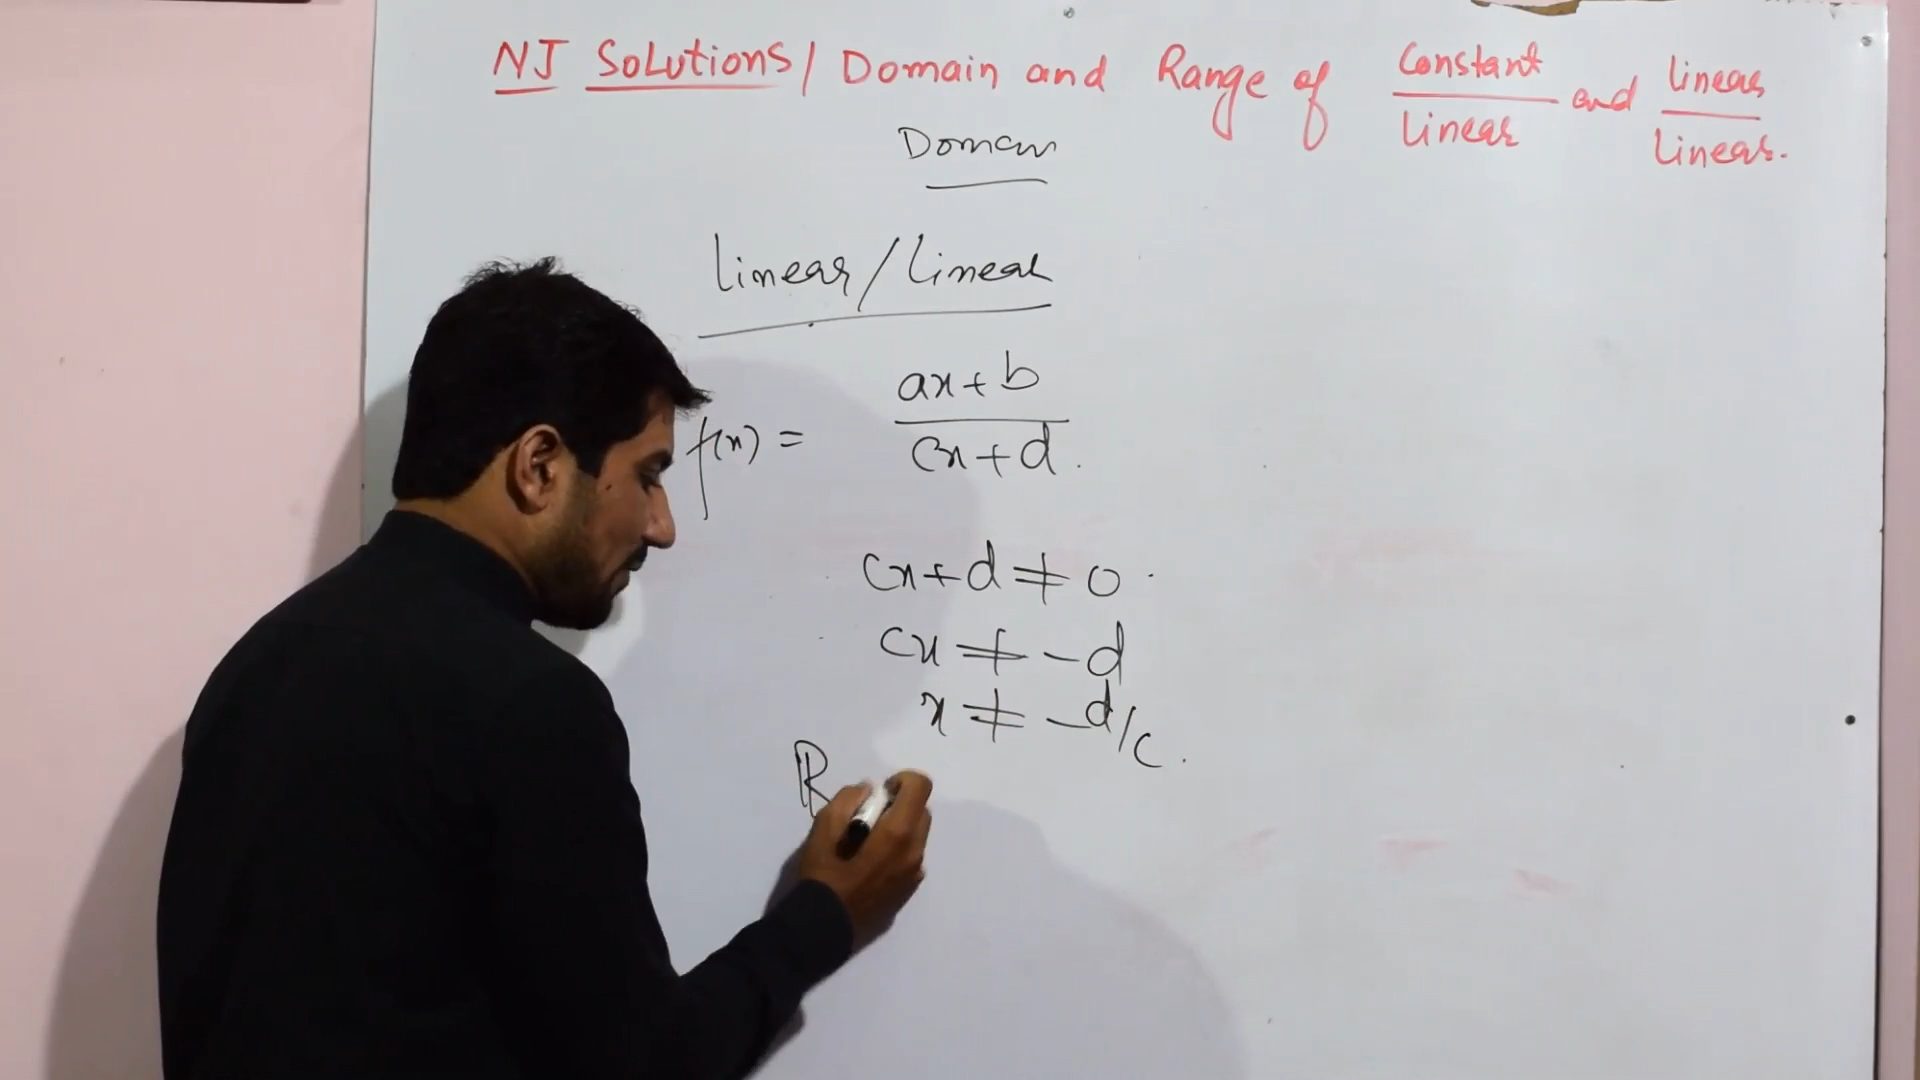 NJ Solutions / Domain and Range of Constant/Linear and linear/Linear.
Domain
linear / Linear
f(x) = ax + b / cx + d.
cx + d ≠ 0.
cx ≠ -d
x ≠ -d/c.
R